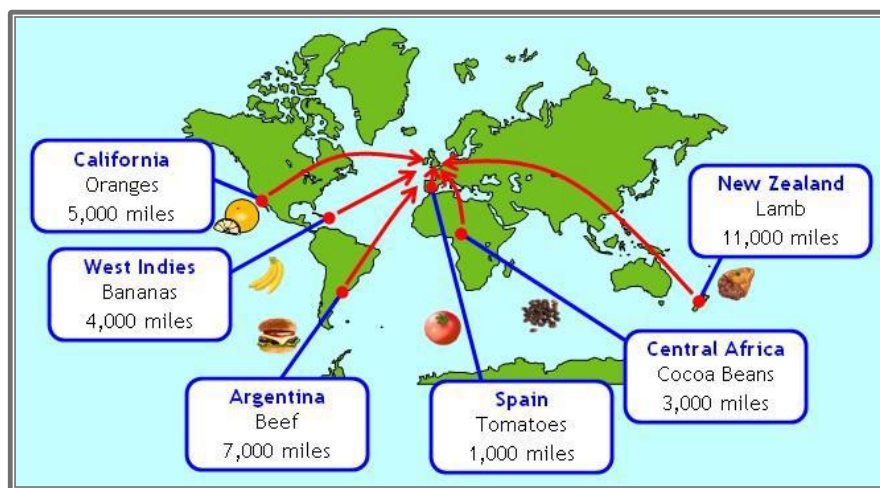 California
Oranges
5,000 miles
West Indies
Bananas
4,000 miles
Argentina
Beef
7,000 miles
Spain
Tomatoes
1,000 miles
Central Africa
Cocoa Beans
3,000 miles
New Zealand
Lamb
11,000 miles